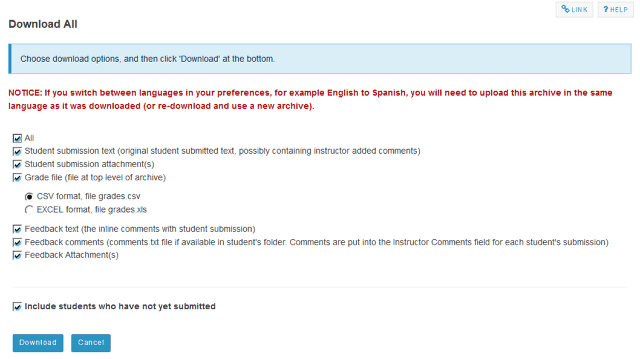 LINK
? HELP
Download All
Choose download options, and then click 'Download' at the bottom.
NOTICE: If you switch between languages in your preferences, for example English to Spanish, you will need to upload this archive in the same
language as it was downloaded (or re-download and use a new archive).
All
Student submission text (original student submitted text, possibly containing instructor added comments)
Student submission attachment(s)
Grade file (file at top level of archive)
CSV format, file grades.csv
EXCEL format, file grades.xls
Feedback text (the inline comments with student submission)
Feedback comments (comments.txt file if available in student's folder. Comments are put into the Instructor Comments field for each student's submission)
Feedback Attachment(s)
Include students who have not yet submitted
Download
Cancel